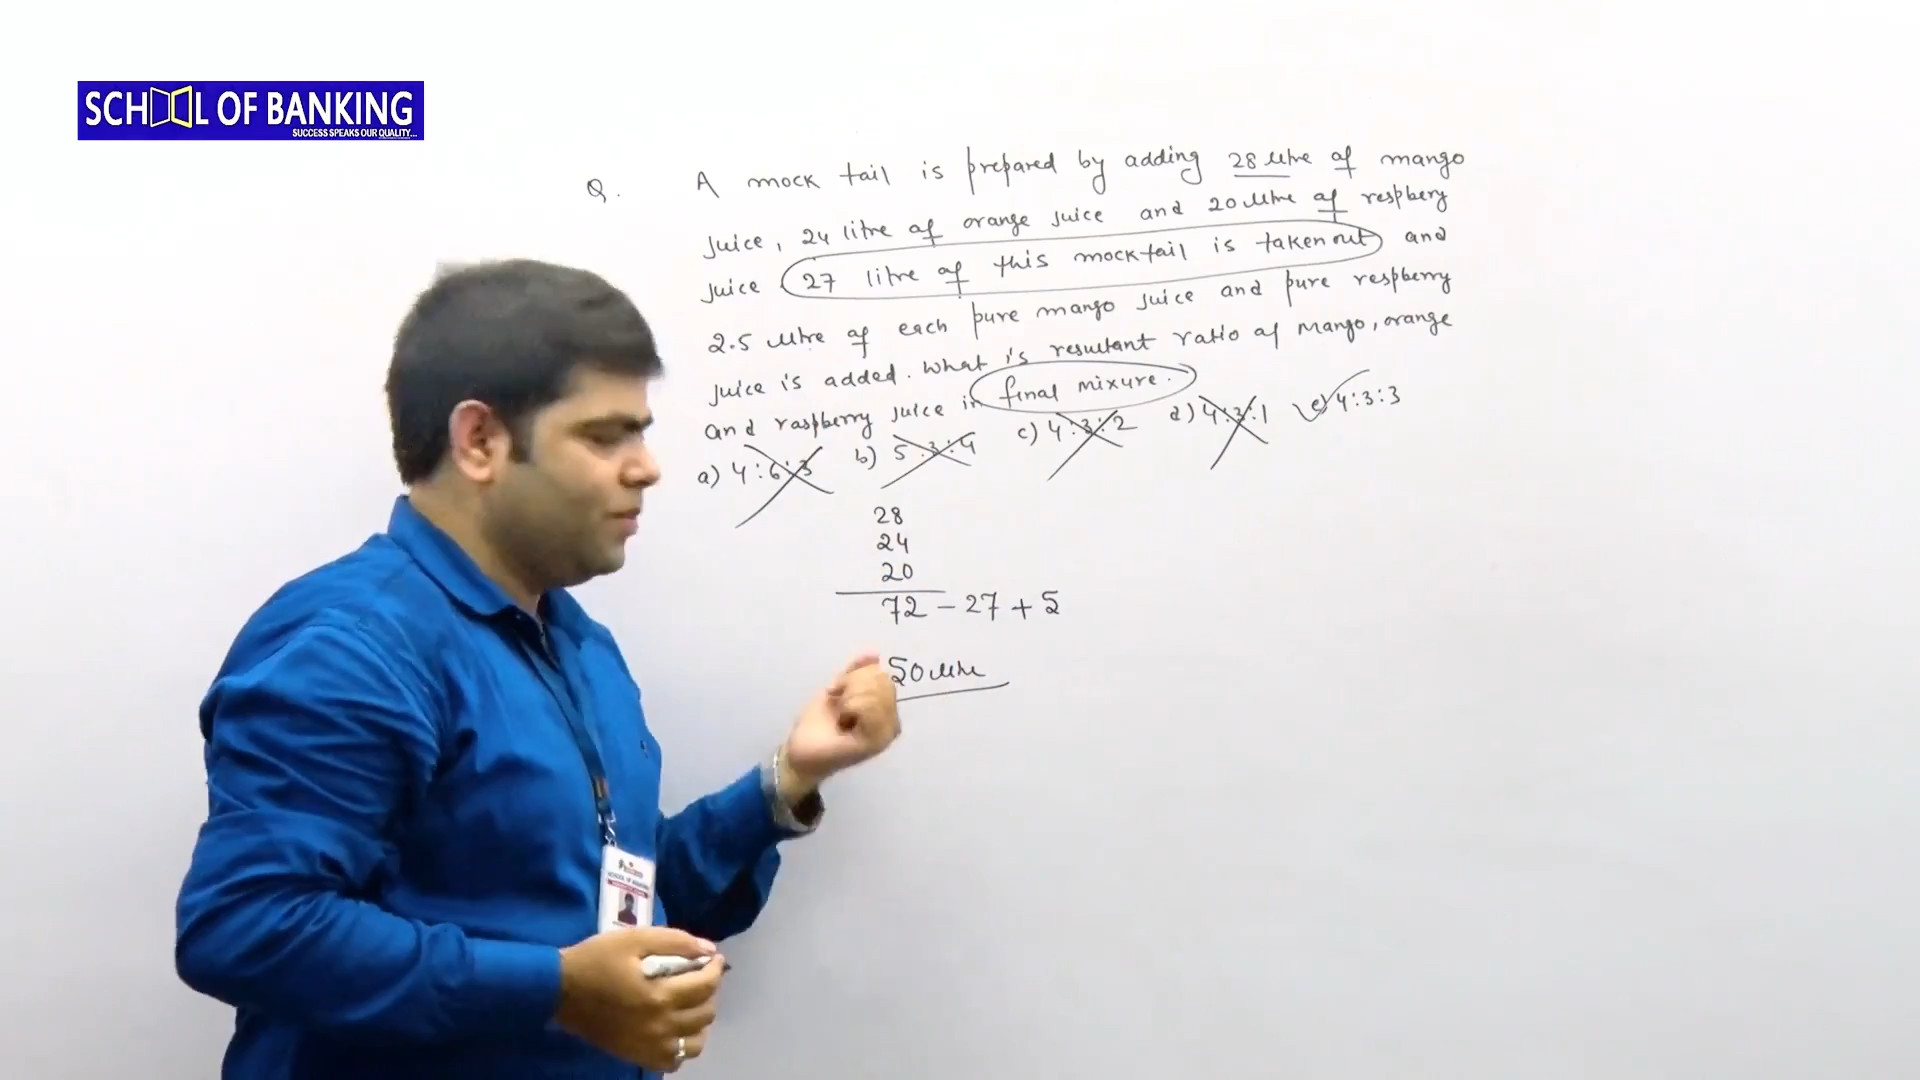 SCHOOL OF BANKING
SUCCESS SPEAKS OUR QUALITY...
Q. A mock tail is prepared by adding 28 litre of mango
juice, 24 litre of orange juice and 20 litre of respbery
juice 27 litre of this mocktail is taken out and
2.5 litre of each pure mango juice and pure respberry
juice is added. What is resultant ratio of Mango, orange
and raspberry juice in final mixure.
a) 4:6:3 b) 5:3:4 c) 4:3:2 d) 4:3:1 e) 4:3:3
28
24
20
72 - 27 + 5
50 litre
SCHOOL OF BANKING